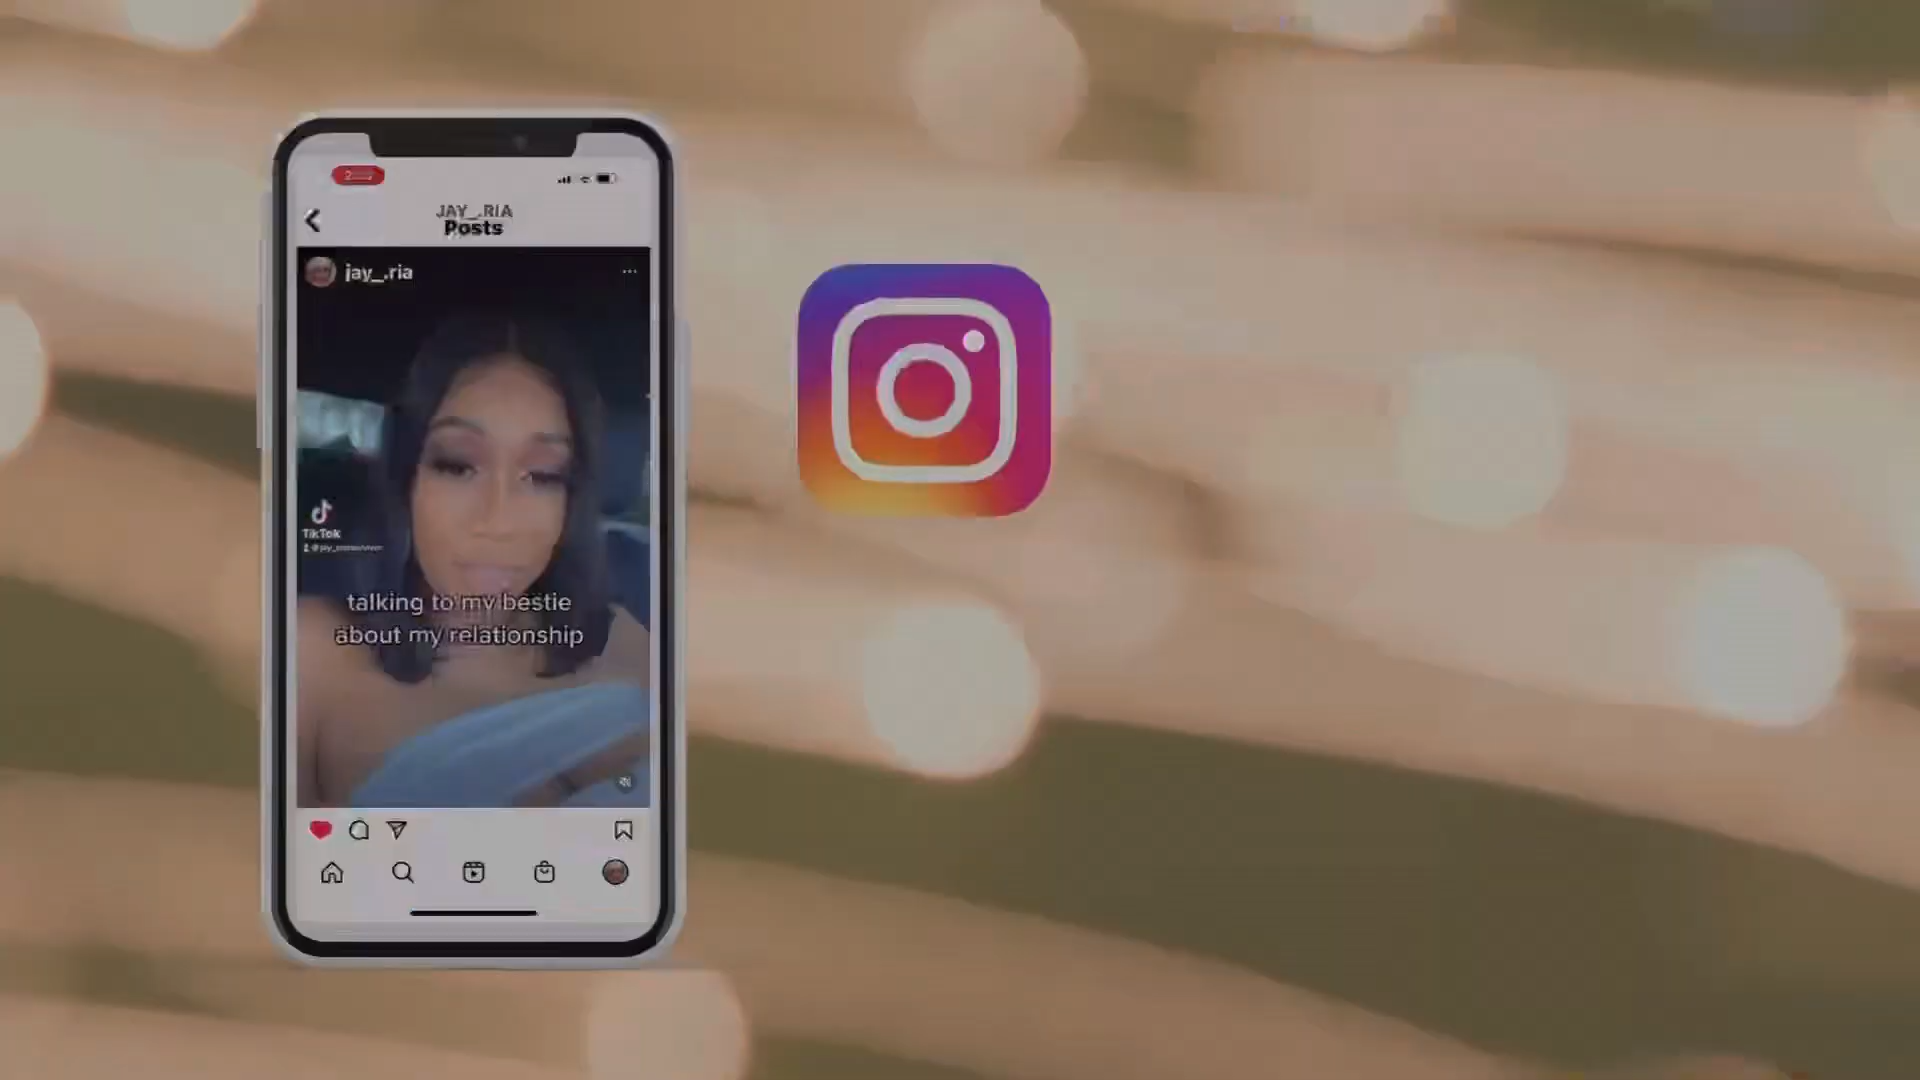 JAY_.RIA
Posts
jay_.ria
TikTok
talking to my bestie
about my relationship